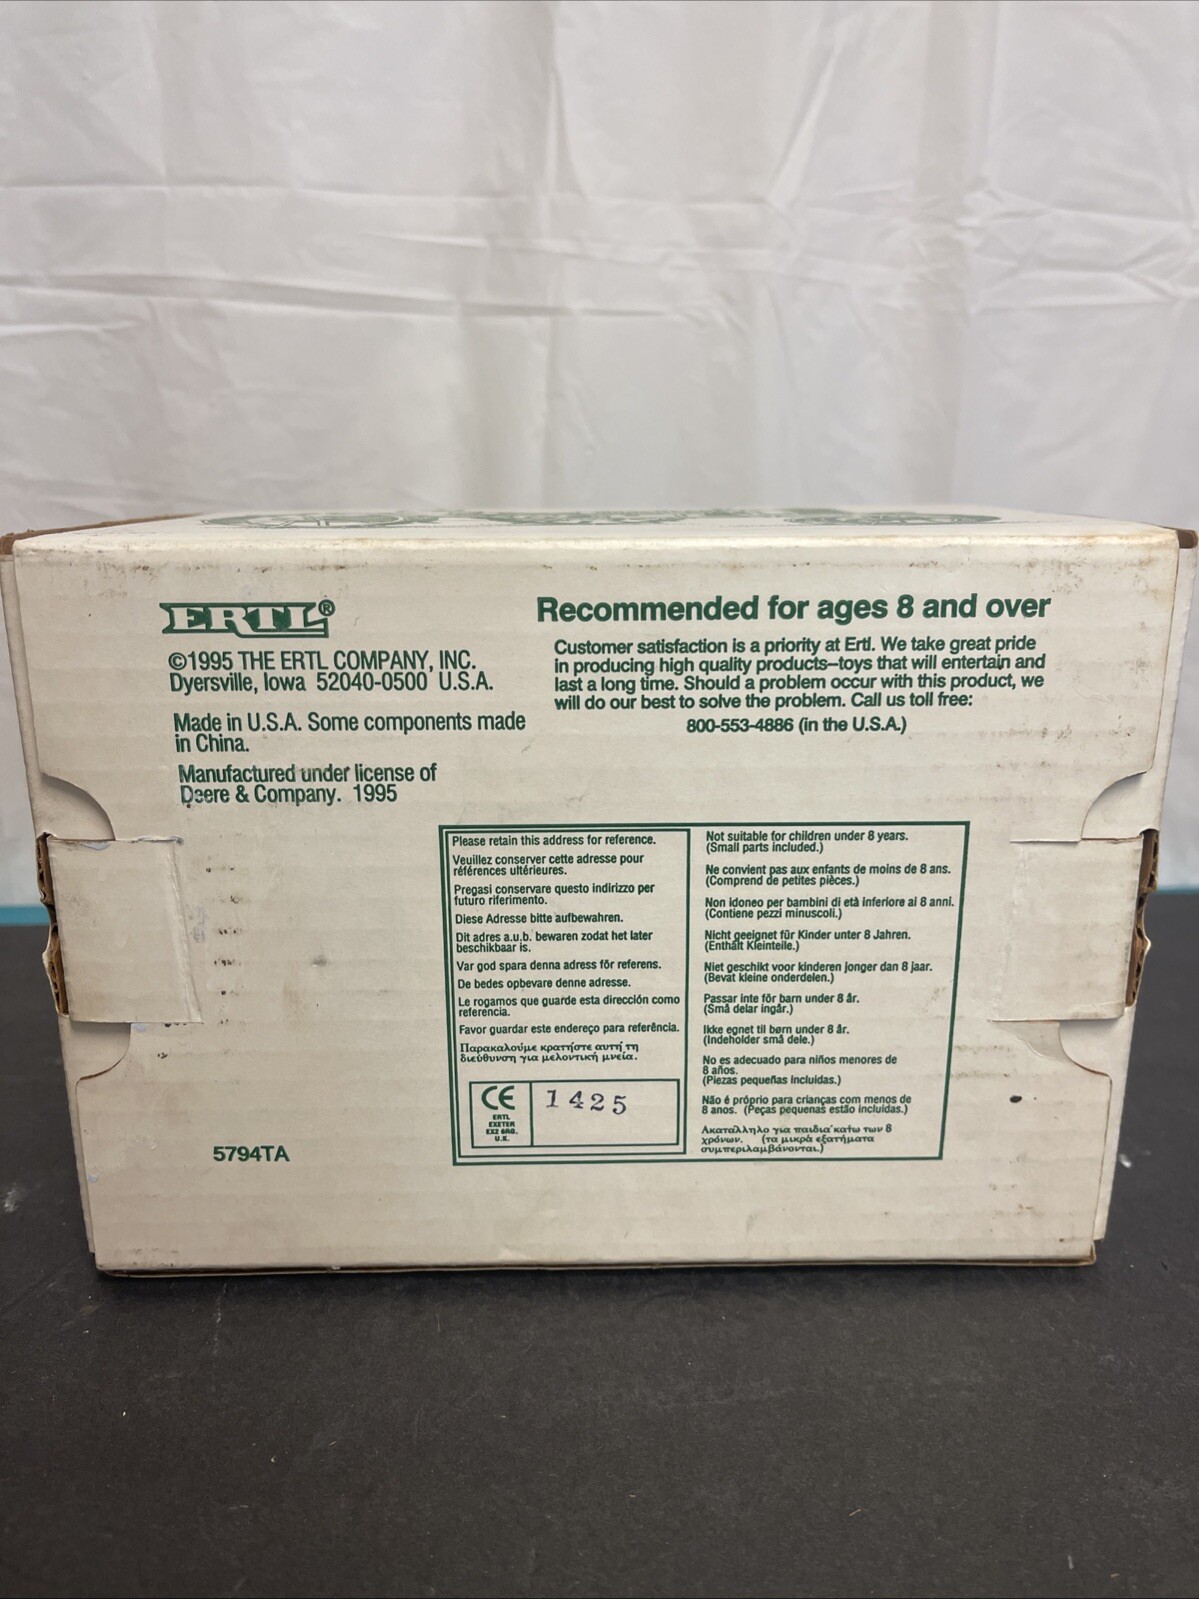 ERTL®
©1995 THE ERTL COMPANY, INC.
Dyersville, Iowa 52040-0500 U.S.A.
Made in U.S.A. Some components made
in China.
Manufactured under license of
Deere & Company. 1995
Recommended for ages 8 and over
Customer satisfaction is a priority at Ertl. We take great pride
in producing high quality products–toys that will entertain and
last a long time. Should a problem occur with this product, we
will do our best to solve the problem. Call us toll free:
800-553-4886 (in the U.S.A.)
Please retain this address for reference.
Veuillez conserver cette adresse pour
références ultérieures.
Pregasi conservare questo indirizzo per
futuro riferimento.
Diese Adresse bitte aufbewahren.
Dit adres a.u.b. bewaren zodat het later
beschikbaar is.
Var god spara denna adress för referens.
De bedes opbevare denne adresse.
Le rogamos que guarde esta dirección como
referencia.
Favor guardar este endereço para referência.
Παρακαλούμε κρατήστε αυτή τη
διεύθυνση για μελοντική μνεία.
CE
ERTL
EXETER
EX2 6RQ.
U.K.
1425
Not suitable for children under 8 years.
(Small parts included.)
Ne convient pas aux enfants de moins de 8 ans.
(Comprend de petites pièces.)
Non idoneo per bambini di età inferiore ai 8 anni.
(Contiene pezzi minuscoli.)
Nicht geeignet für Kinder unter 8 Jahren.
(Enthält Kleinteile.)
Niet geschikt voor kinderen jonger dan 8 jaar.
(Bevat kleine onderdelen.)
Passar inte för barn under 8 år.
(Små delar ingår.)
Ikke egnet til børn under 8 år.
(Indeholder små dele.)
No es adecuado para niños menores de
8 años.
(Piezas pequeñas incluidas.)
Não é próprio para crianças com menos de
8 anos. (Peças pequenas estão incluídas.)
Ακατάλληλο για παιδια κατω των 8
χρόνων. (τα μικρά εξατήματα
συμπεριλαμβάνονται.)
5794TA